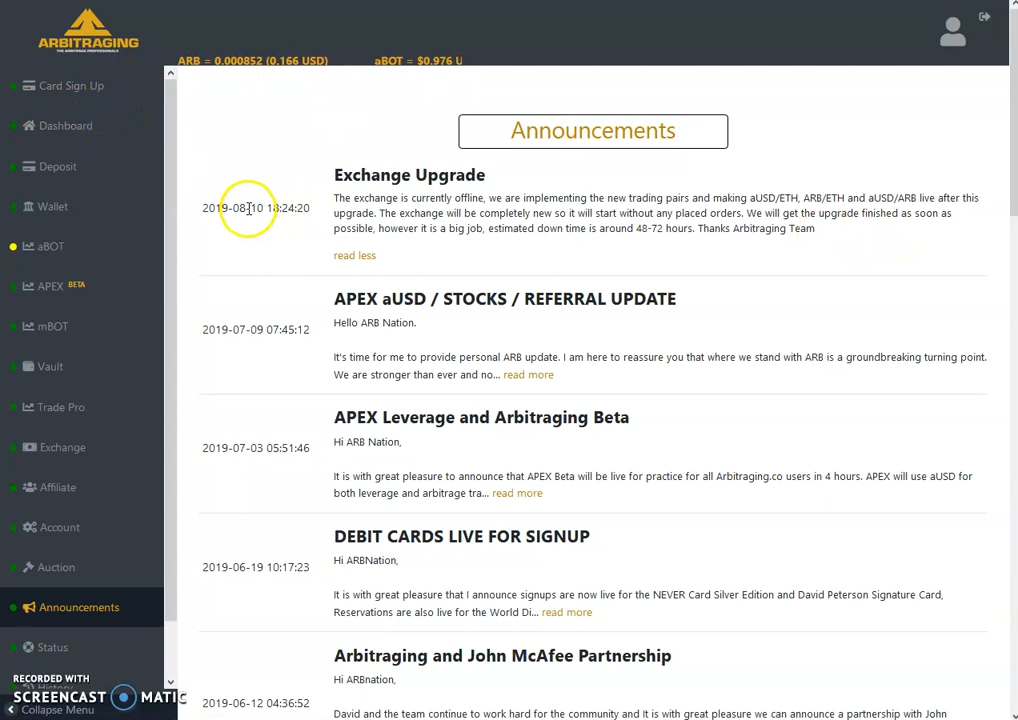 ARBITRAGING
THE ARBITRAGE PROFESSIONALS
ARB = 0.000852 (0.166 USD) aBOT = $0.976 U
Card Sign Up
Dashboard
Deposit
Wallet
aBOT
APEX BETA
mBOT
Vault
Trade Pro
Exchange
Affiliate
Account
Auction
Announcements
Status
History
Collapse Menu
RECORDED WITH
SCREENCAST MATIC
Announcements
2019-08-10 18:24:20
Exchange Upgrade
The exchange is currently offline, we are implementing the new trading pairs and making aUSD/ETH, ARB/ETH and aUSD/ARB live after this
upgrade. The exchange will be completely new so it will start without any placed orders. We will get the upgrade finished as soon as
possible, however it is a big job, estimated down time is around 48-72 hours. Thanks Arbitraging Team
read less
2019-07-09 07:45:12
APEX aUSD / STOCKS / REFERRAL UPDATE
Hello ARB Nation.
It's time for me to provide personal ARB update. I am here to reassure you that where we stand with ARB is a groundbreaking turning point.
We are stronger than ever and no... read more
2019-07-03 05:51:46
APEX Leverage and Arbitraging Beta
Hi ARB Nation,
It is with great pleasure to announce that APEX Beta will be live for practice for all Arbitraging.co users in 4 hours. APEX will use aUSD for
both leverage and arbitrage tra... read more
2019-06-19 10:17:23
DEBIT CARDS LIVE FOR SIGNUP
Hi ARBNation,
It is with great pleasure that I announce signups are now live for the NEVER Card Silver Edition and David Peterson Signature Card,
Reservations are also live for the World Di... read more
2019-06-12 04:36:52
Arbitraging and John McAfee Partnership
Hi ARBnation,
David and the team continue to work hard for the community and It is with great pleasure we can announce a partnership with John